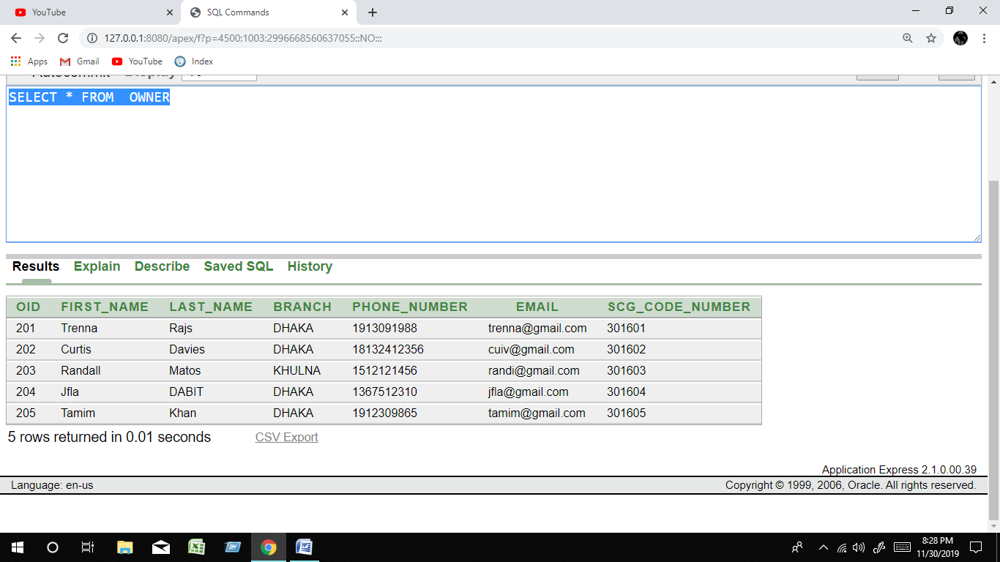 YouTube SQL Commands
127.0.0.1:8080/apex/f?p=4500:1003:2996668560637055::NO:::
Apps Gmail YouTube Index
Autocommit Display 10
SELECT * FROM  OWNER
Results Explain Describe Saved SQL History
OID FIRST_NAME LAST_NAME BRANCH PHONE_NUMBER EMAIL SCG_CODE_NUMBER
201 Trenna Rajs DHAKA 1913091988 trenna@gmail.com 301601
202 Curtis Davies DHAKA 18132412356 cuiv@gmail.com 301602
203 Randall Matos KHULNA 1512121456 randi@gmail.com 301603
204 Jfla DABIT DHAKA 1367512310 jfla@gmail.com 301604
205 Tamim Khan DHAKA 1912309865 tamim@gmail.com 301605
5 rows returned in 0.01 seconds CSV Export
Application Express 2.1.0.00.39
Language: en-us Copyright © 1999, 2006, Oracle. All rights reserved.
8:28 PM
11/30/2019